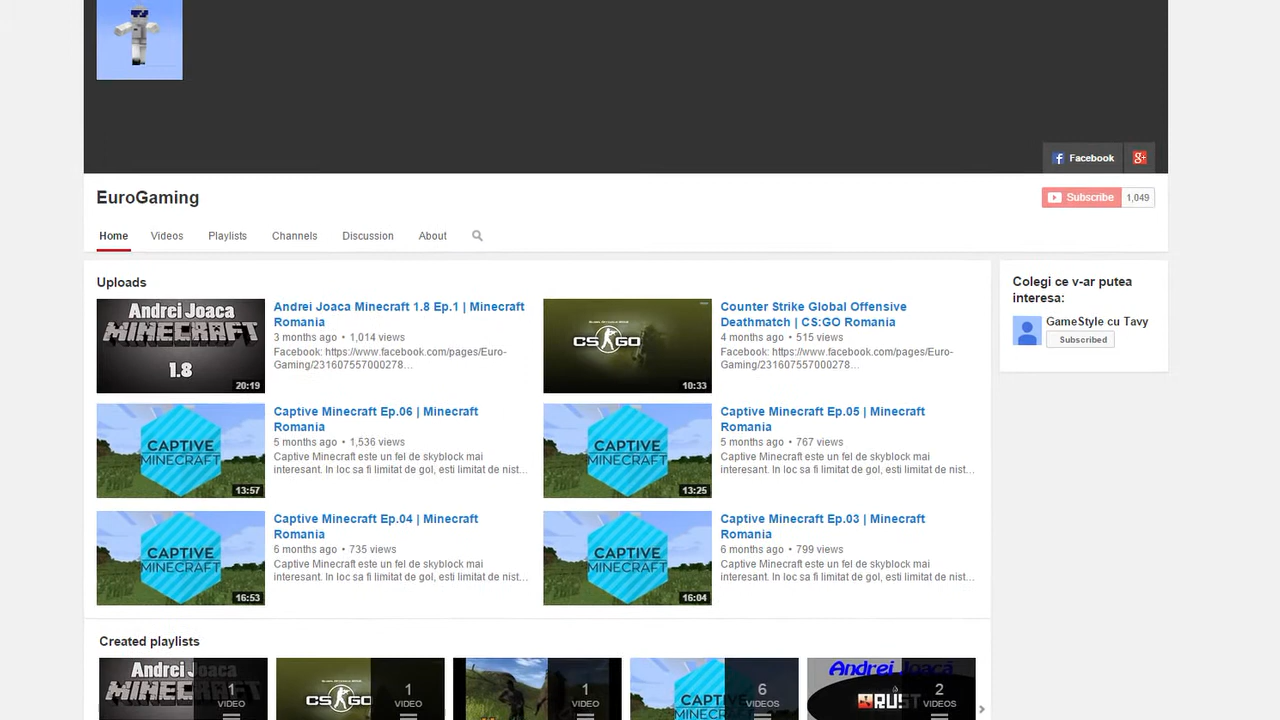 Facebook
EuroGaming
Subscribe 1,049
Home Videos Playlists Channels Discussion About
Uploads
Andrei Joaca
MINECRAFT
1.8
20:19
Andrei Joaca Minecraft 1.8 Ep.1 | Minecraft
Romania
3 months ago • 1,014 views
Facebook: https://www.facebook.com/pages/Euro-
Gaming/231607557000278...
CS:GO
10:33
Counter Strike Global Offensive
Deathmatch | CS:GO Romania
4 months ago • 515 views
Facebook: https://www.facebook.com/pages/Euro-
Gaming/231607557000278...
CAPTIVE
MINECRAFT
13:57
Captive Minecraft Ep.06 | Minecraft
Romania
5 months ago • 1,536 views
Captive Minecraft este un fel de skyblock mai
interesant. In loc sa fi limitat de gol, esti limitat de nist...
CAPTIVE
MINECRAFT
13:25
Captive Minecraft Ep.05 | Minecraft
Romania
5 months ago • 767 views
Captive Minecraft este un fel de skyblock mai
interesant. In loc sa fi limitat de gol, esti limitat de nist...
CAPTIVE
MINECRAFT
16:53
Captive Minecraft Ep.04 | Minecraft
Romania
6 months ago • 735 views
Captive Minecraft este un fel de skyblock mai
interesant. In loc sa fi limitat de gol, esti limitat de nist...
CAPTIVE
MINECRAFT
16:04
Captive Minecraft Ep.03 | Minecraft
Romania
6 months ago • 799 views
Captive Minecraft este un fel de skyblock mai
interesant. In loc sa fi limitat de gol, esti limitat de nist...
Colegi ce v-ar putea
interesa:
GameStyle cu Tavy
Subscribed
Created playlists
Andrei Joaca
MINECRAFT
1
VIDEO
CS:GO
1
VIDEO
1
VIDEO
CAPTIVE
MINECRAFT
6
VIDEOS
Andrei Joacă
RUST
2
VIDEOS